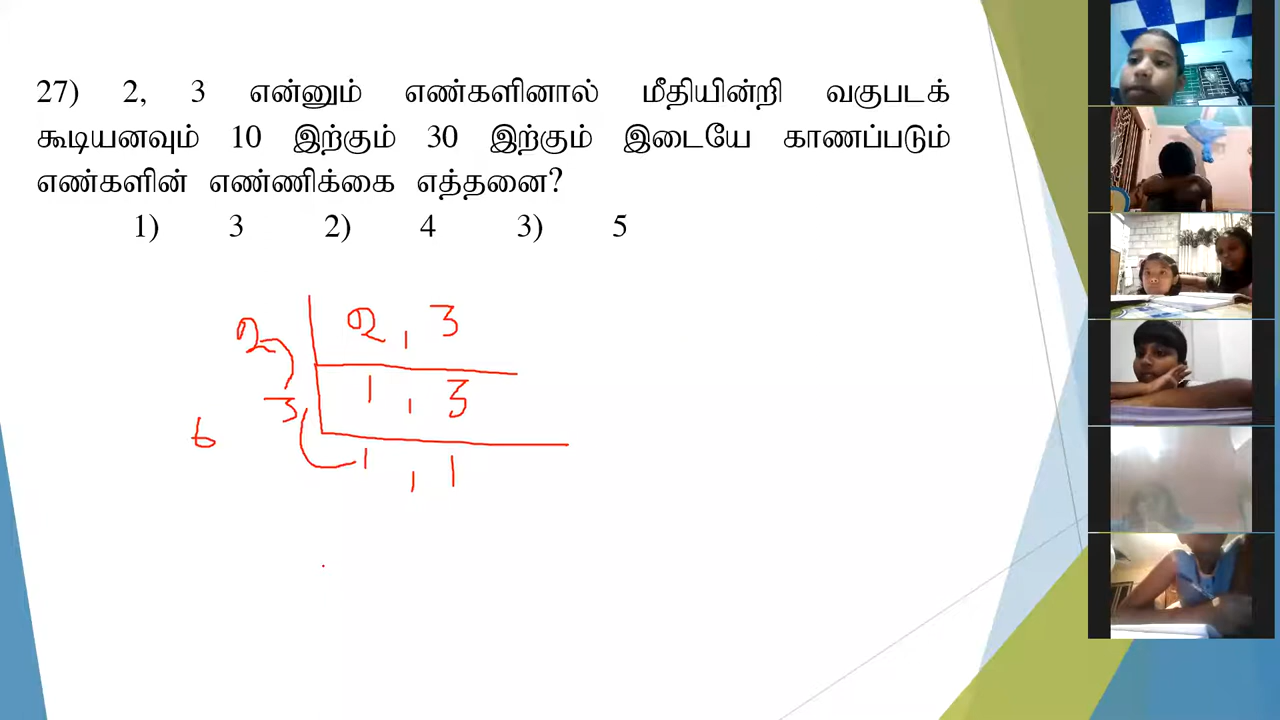 27) 2, 3 என்னும் எண்களினால் மீதியின்றி வகுபடக்
கூடியனவும் 10 இற்கும் 30 இற்கும் இடையே காணப்படும்
எண்களின் எண்ணிக்கை எத்தனை?
1) 3 2) 4 3) 5
2 2 , 3
3 1 , 3
6 1 , 1